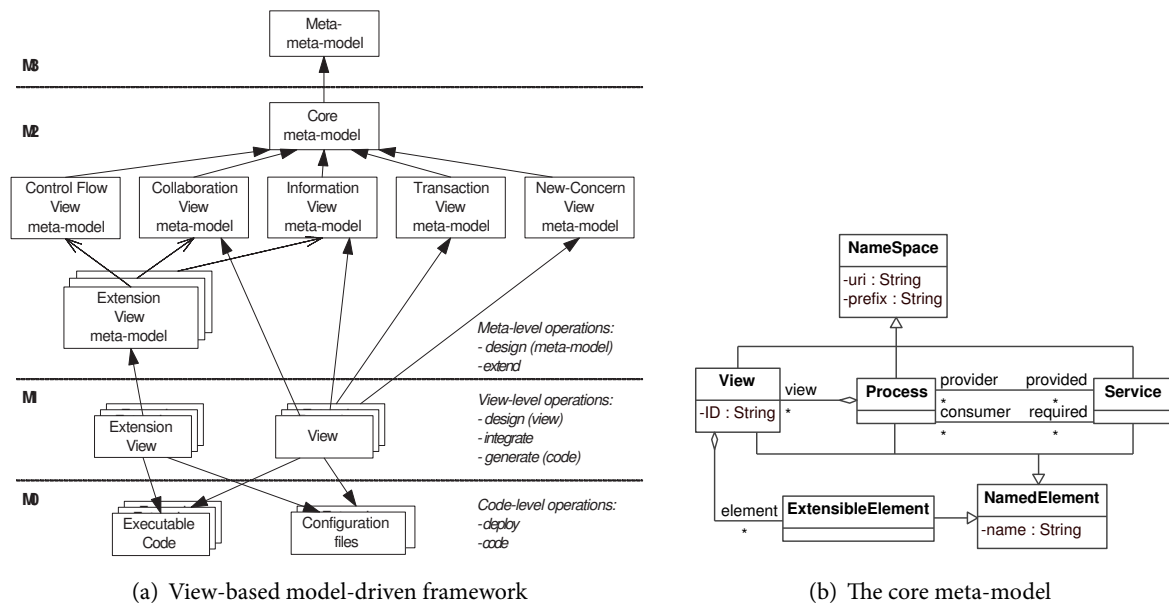 Meta-
meta-model
M3
Core
meta-model
M2
Control Flow
View
meta-model
Collaboration
View
meta-model
Information
View
meta-model
Transaction
View
meta-model
New-Concern
View
meta-model
Extension
View
meta-model
Meta-level operations:
- design (meta-model)
- extend
M1
Extension
View
View
View-level operations:
- design (view)
- integrate
- generate (code)
M0
Executable
Code
Configuration
files
Code-level operations:
- deploy
- code
(a) View-based model-driven framework
NameSpace
-uri : String
-prefix : String
View
-ID : String
view
*
Process
provider
*
consumer
*
provided
*
required
*
Service
element
*
ExtensibleElement
NamedElement
-name : String
(b) The core meta-model